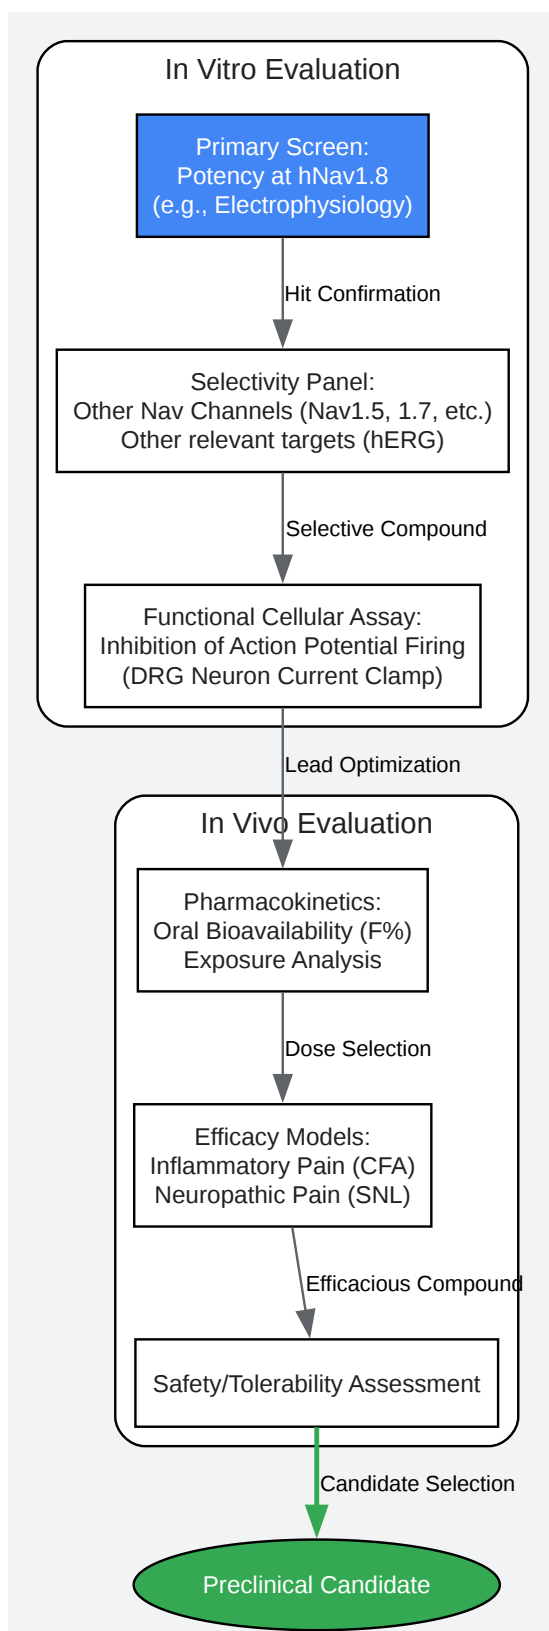 In Vitro Evaluation
Primary Screen:
Potency at hNav1.8
(e.g., Electrophysiology)
Hit Confirmation
Selectivity Panel:
Other Nav Channels (Nav1.5, 1.7, etc.)
Other relevant targets (hERG)
Selective Compound
Functional Cellular Assay:
Inhibition of Action Potential Firing
(DRG Neuron Current Clamp)
Lead Optimization
In Vivo Evaluation
Pharmacokinetics:
Oral Bioavailability (F%)
Exposure Analysis
Dose Selection
Efficacy Models:
Inflammatory Pain (CFA)
Neuropathic Pain (SNL)
Efficacious Compound
Safety/Tolerability Assessment
Candidate Selection
Preclinical Candidate